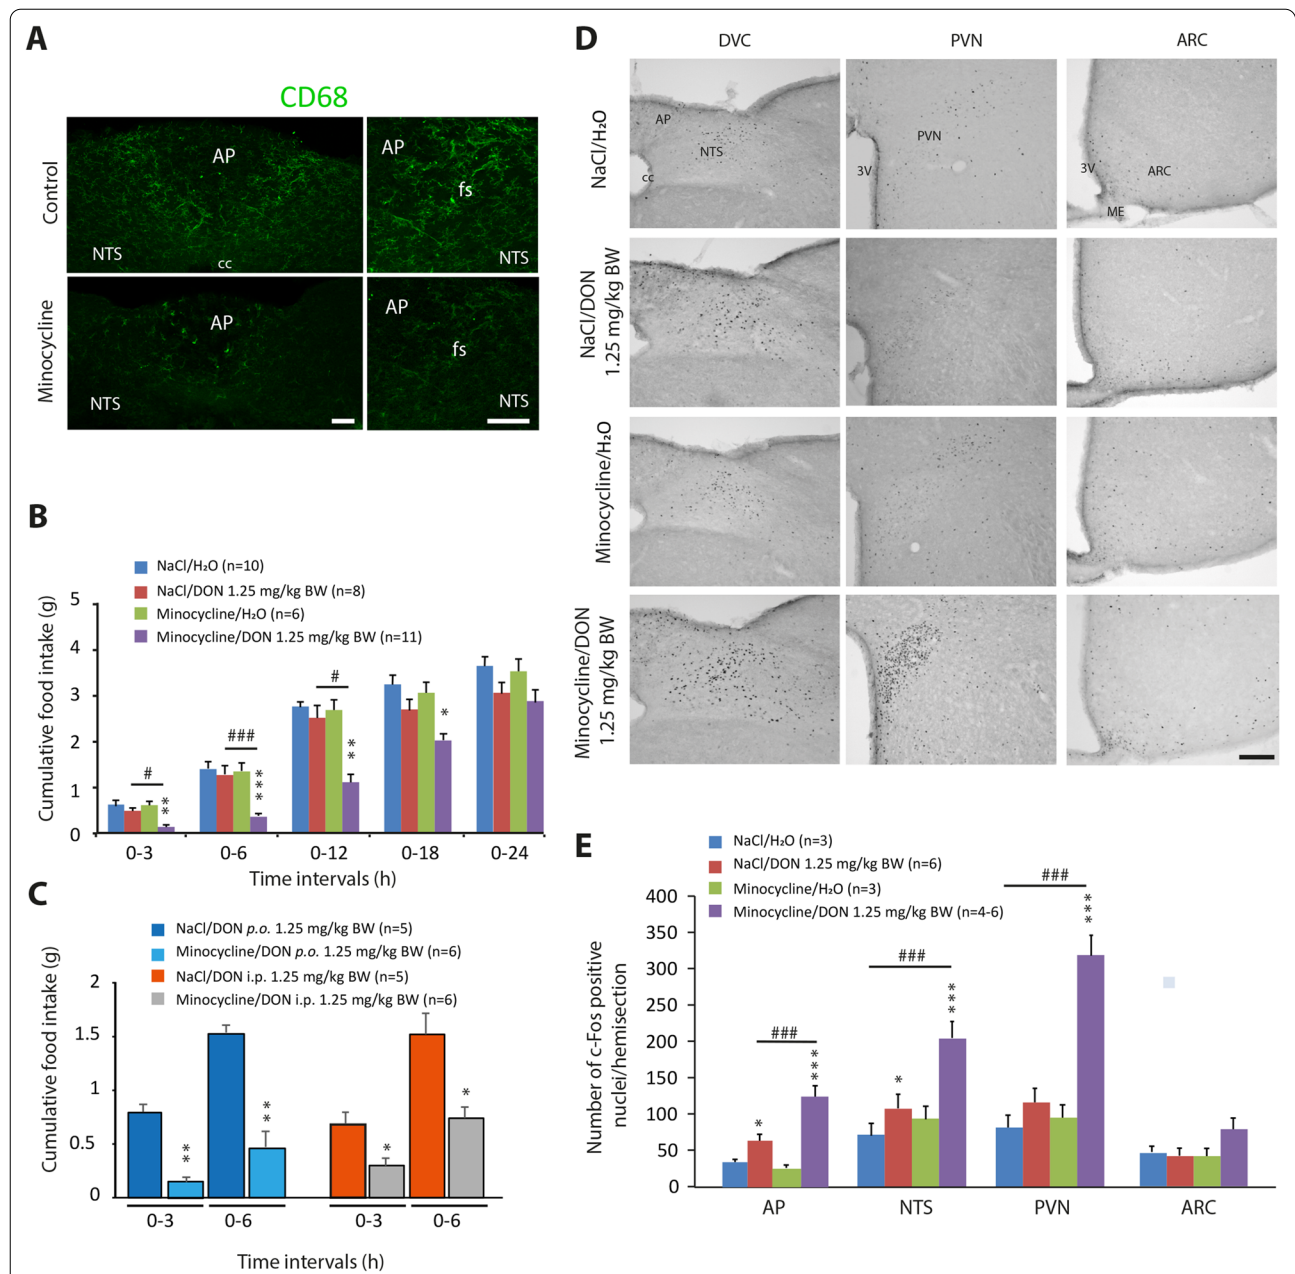 A
CD68
Control
AP
NTS
cc
AP
fs
NTS
Minocycline
AP
NTS
AP
fs
NTS
B
NaCl/H₂O (n=10)
NaCl/DON 1.25 mg/kg BW (n=8)
Minocycline/H₂O (n=6)
Minocycline/DON 1.25 mg/kg BW (n=11)
Cumulative food intake (g)
5
4
3
2
1
0
#
**
###
***
#
**
*
0-3
0-6
0-12
0-18
0-24
Time intervals (h)
C
NaCl/DON p.o. 1.25 mg/kg BW (n=5)
Minocycline/DON p.o. 1.25 mg/kg BW (n=6)
NaCl/DON i.p. 1.25 mg/kg BW (n=5)
Minocycline/DON i.p. 1.25 mg/kg BW (n=6)
Cumulative food intake (g)
2
1.5
1
0.5
0
**
**
*
*
0-3
0-6
0-3
0-6
Time intervals (h)
D
DVC
PVN
ARC
NaCl/H₂O
AP
NTS
cc
PVN
3V
3V
ARC
ME
NaCl/DON
1.25 mg/kg BW
Minocycline/H₂O
Minocycline/DON
1.25 mg/kg BW
E
NaCl/H₂O (n=3)
NaCl/DON 1.25 mg/kg BW (n=6)
Minocycline/H₂O (n=3)
Minocycline/DON 1.25 mg/kg BW (n=4-6)
Number of c-Fos positive
nuclei/hemisection
400
350
300
250
200
150
100
50
0
*
###
***
*
###
***
###
***
AP
NTS
PVN
ARC